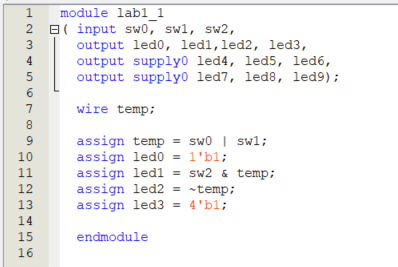 1 module lab1_1
2 ( input sw0, sw1, sw2,
3 output led0, led1,led2, led3,
4 output supply0 led4, led5, led6,
5 output supply0 led7, led8, led9);
6
7 wire temp;
8
9 assign temp = sw0 | sw1;
10 assign led0 = 1'b1;
11 assign led1 = sw2 & temp;
12 assign led2 = ~temp;
13 assign led3 = 4'b1;
14
15 endmodule
16